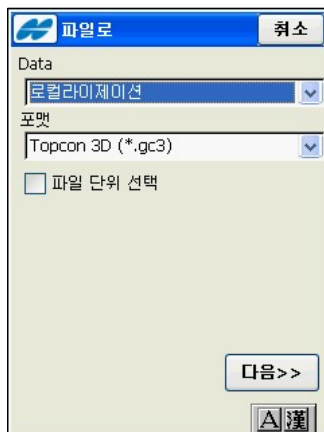 파일로
취소
Data
로컬라이제이션
포맷
Topcon 3D (*.gc3)
파일 단위 선택
다음>>
A漢